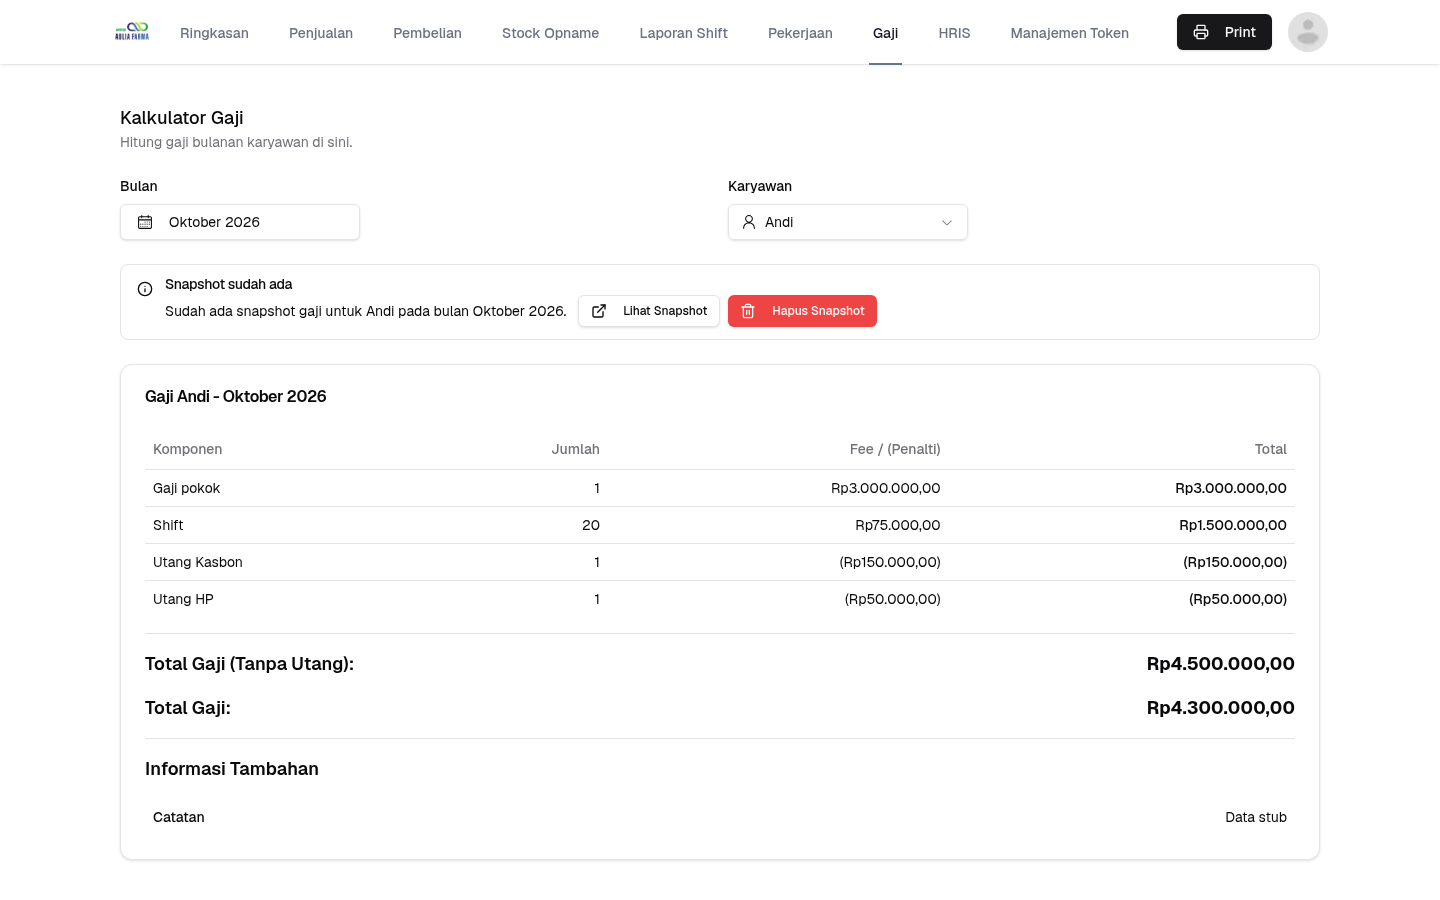 AULIA FARMA
Ringkasan
Penjualan
Pembelian
Stock Opname
Laporan Shift
Pekerjaan
Gaji
HRIS
Manajemen Token
Print
Kalkulator Gaji
Hitung gaji bulanan karyawan di sini.
Bulan
Karyawan
Oktober 2026
Andi
Snapshot sudah ada
Sudah ada snapshot gaji untuk Andi pada bulan Oktober 2026. Lihat Snapshot Hapus Snapshot
Gaji Andi - Oktober 2026
Komponen Jumlah Fee / (Penalti) Total
Gaji pokok 1 Rp3.000.000,00 Rp3.000.000,00
Shift 20 Rp75.000,00 Rp1.500.000,00
Utang Kasbon 1 (Rp150.000,00) (Rp150.000,00)
Utang HP 1 (Rp50.000,00) (Rp50.000,00)
Total Gaji (Tanpa Utang): Rp4.500.000,00
Total Gaji: Rp4.300.000,00
Informasi Tambahan
Catatan Data stub